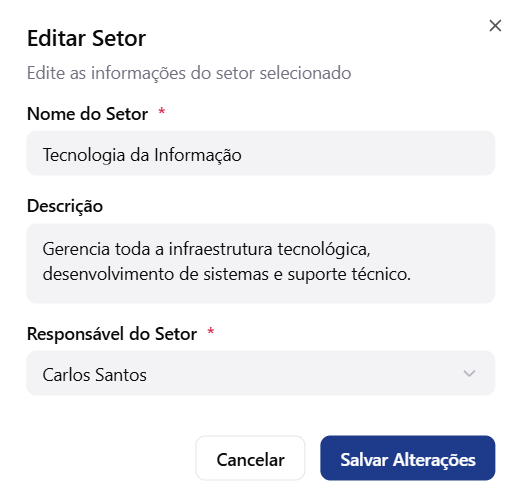 Editar Setor
Edite as informações do setor selecionado
Nome do Setor *
Tecnologia da Informação
Descrição
Gerencia toda a infraestrutura tecnológica,
desenvolvimento de sistemas e suporte técnico.
Responsável do Setor *
Carlos Santos
Cancelar
Salvar Alterações